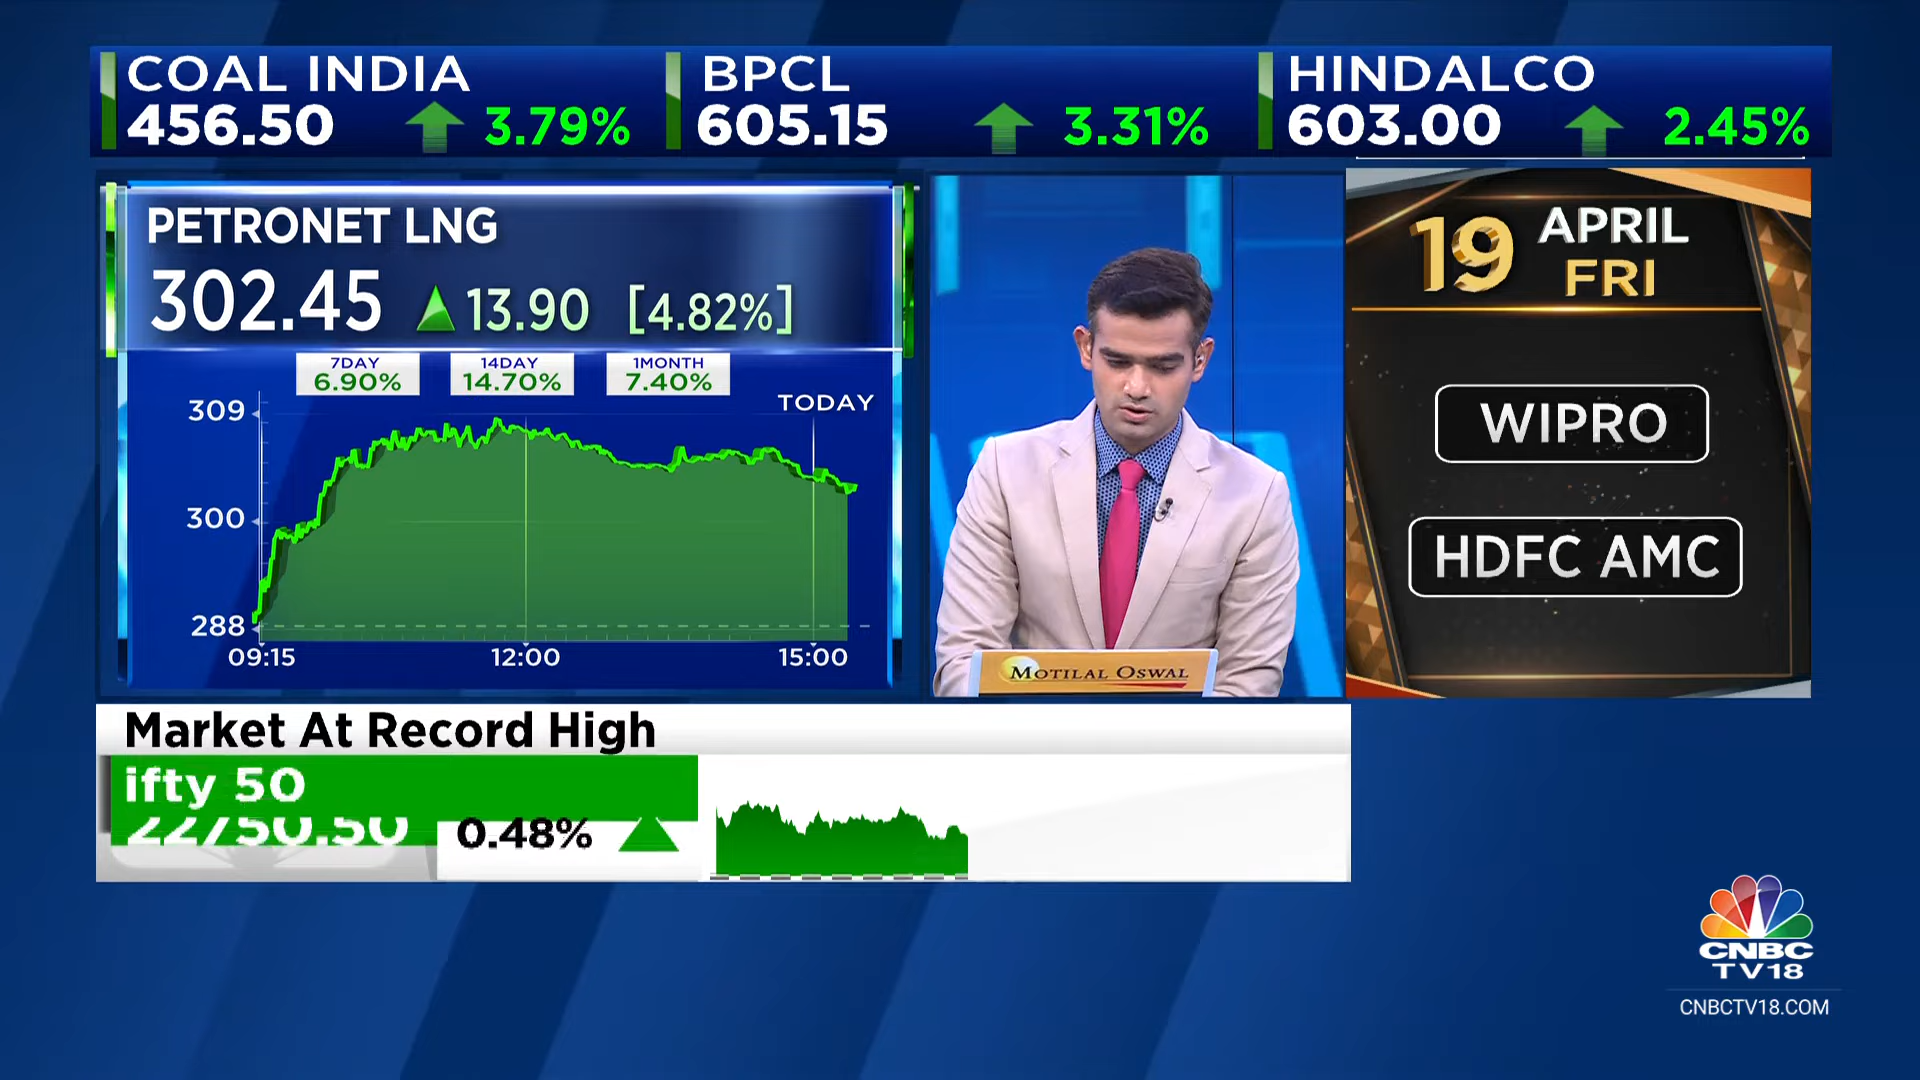 COAL INDIA
456.50 3.79%
BPCL
605.15 3.31%
HINDALCO
603.00 2.45%
PETRONET LNG
302.45 13.90 [4.82%]
7DAY
6.90%
14DAY
14.70%
1MONTH
7.40%
TODAY
309
300
288
09:15 12:00 15:00
MOTILAL OSWAL
19 APRIL
FRI
WIPRO
HDFC AMC
Market At Record High
ifty 50
22750.50 0.48%
CNBC
TV18
CNBCTV18.COM